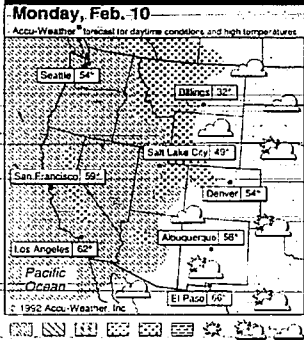 Monday, Feb. 10
Accu-Weather® forecast for daytime conditions and high temperatures
Seattle 54°
Billings 32°
Salt Lake City 49°
San Francisco 59°
Denver 54°
Albuquerque 56°
Los Angeles 62°
Pacific
Ocean
El Paso 66°
© 1992 Accu-Weather, Inc.